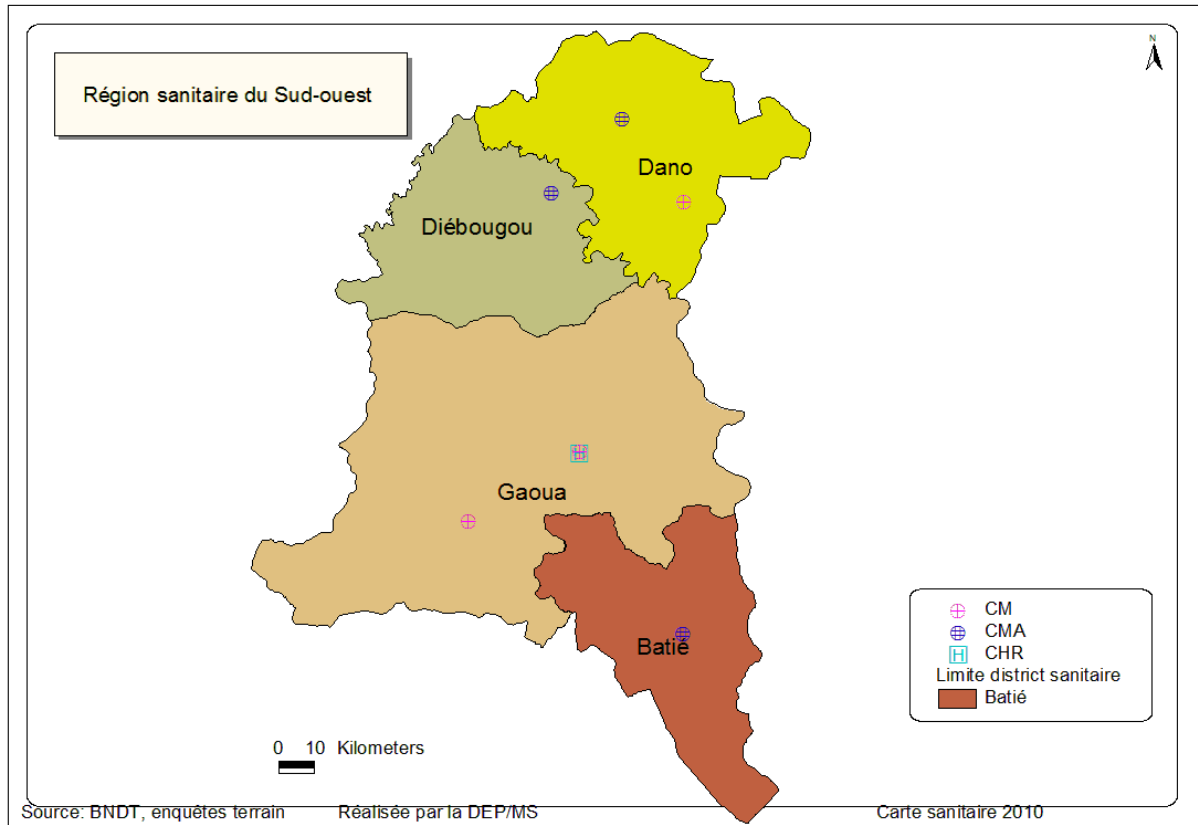 Région sanitaire du Sud-ouest
N
Dano
Diébougou
Gaoua
Batié
CM
CMA
H CHR
Limite district sanitaire
Batié
0 10 Kilometers
Source: BNDT, enquêtes terrain Réalisée par la DEP/MS Carte sanitaire 2010